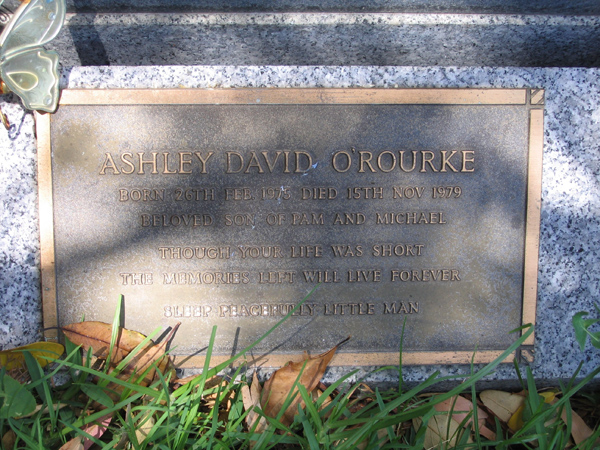 ASHLEY DAVID O'ROURKE
BORN 26TH FEB 1975 DIED 15TH NOV 1979
BELOVED SON OF PAM AND MICHAEL
THOUGH YOUR LIFE WAS SHORT
THE MEMORIES LEFT WILL LIVE FOREVER
SLEEP PEACEFULLY LITTLE MAN